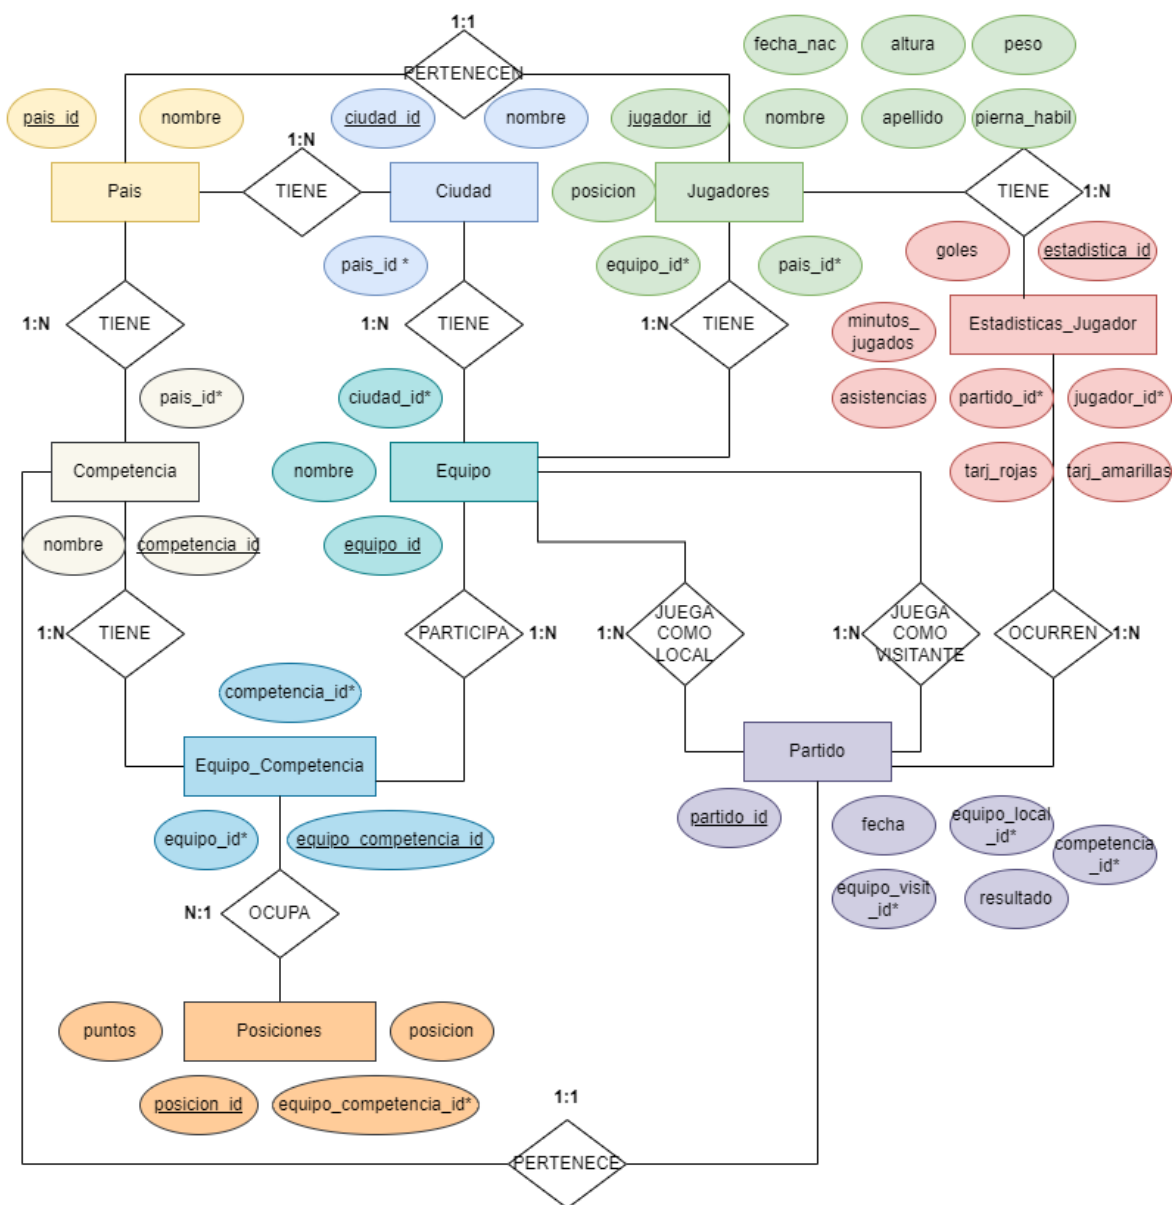 1:1
fecha_nac
altura
peso
PERTENECEN
pais_id
nombre
ciudad_id
nombre
jugador_id
nombre
apellido
pierna_habil
1:N
Pais
TIENE
Ciudad
posicion
Jugadores
TIENE
1:N
pais_id *
equipo_id*
pais_id*
goles
estadistica_id
1:N
TIENE
1:N
TIENE
1:N
TIENE
minutos_
jugados
Estadisticas_Jugador
pais_id*
ciudad_id*
asistencias
partido_id*
jugador_id*
Competencia
nombre
Equipo
tarj_rojas
tarj_amarillas
nombre
competencia_id
equipo_id
1:N
TIENE
PARTICIPA
1:N
1:N
JUEGA
COMO
LOCAL
1:N
JUEGA
COMO
VISITANTE
OCURREN
1:N
competencia_id*
Equipo_Competencia
Partido
equipo_id*
equipo_competencia_id
partido_id
fecha
equipo_local
_id*
competencia
_id*
equipo_visit
_id*
resultado
N:1
OCUPA
puntos
Posiciones
posicion
posicion_id
equipo_competencia_id*
1:1
PERTENECE